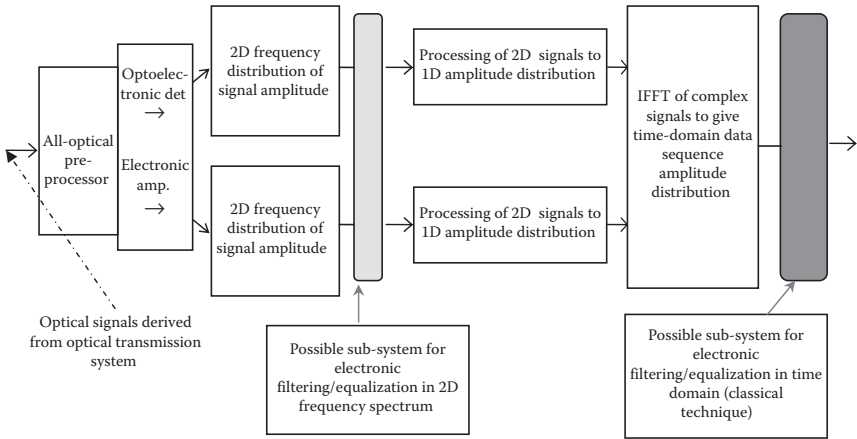 All-optical
pre-
processor
Optoelec-
tronic det
Electronic
amp.
2D frequency
distribution of
signal amplitude
2D frequency
distribution of
signal amplitude
Processing of 2D signals to
1D amplitude distribution
Processing of 2D signals to
1D amplitude distribution
IFFT of complex
signals to give
time-domain data
sequence
amplitude
distribution
Optical signals derived
from optical transmission
system
Possible sub-system for
electronic
filtering/equalization in 2D
frequency spectrum
Possible sub-system for
electronic
filtering/equalization in time
domain (classical
technique)